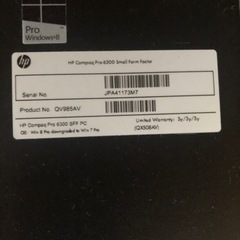 Pro
Windows 8
hp
HP Compaq Pro 6300 Small Form Factor
Serial No.
JPA41173M7
Product No.
QV985AV
HP Compaq Pro 6300 SFF PC
OS: Win 8 Pro downgraded to Win 7 Pro
Limited Warranty: 3y/3y/3y